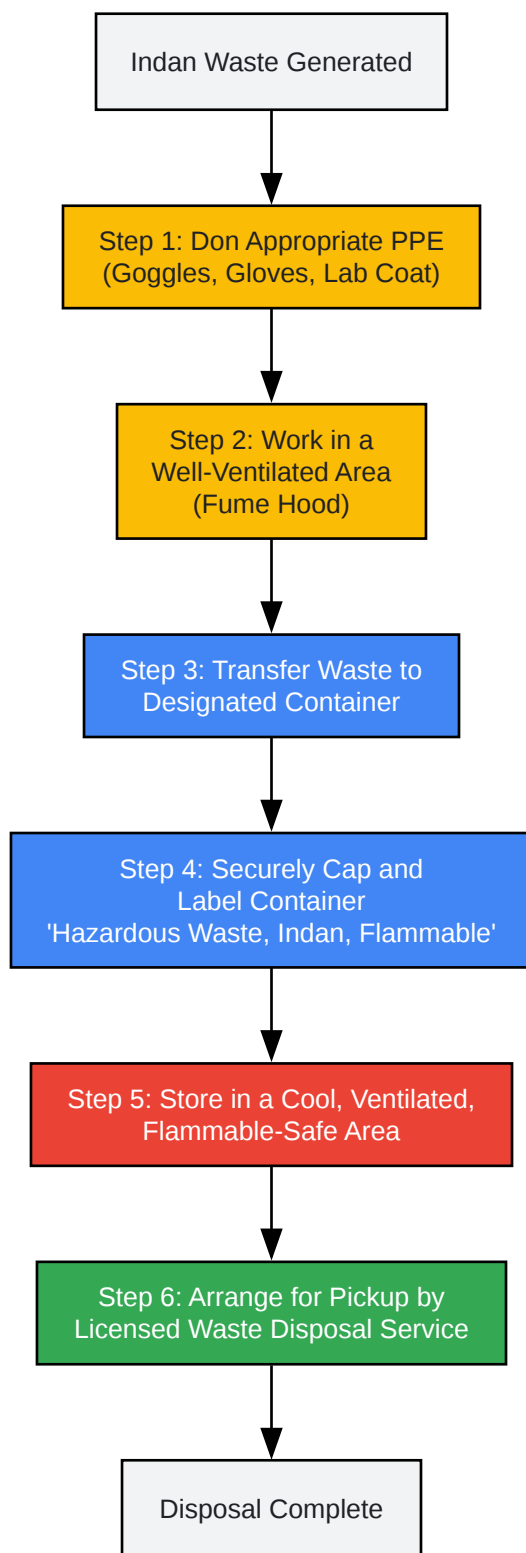 Indan Waste Generated
Step 1: Don Appropriate PPE
(Goggles, Gloves, Lab Coat)
Step 2: Work in a
Well-Ventilated Area
(Fume Hood)
Step 3: Transfer Waste to
Designated Container
Step 4: Securely Cap and
Label Container
'Hazardous Waste, Indan, Flammable'
Step 5: Store in a Cool, Ventilated,
Flammable-Safe Area
Step 6: Arrange for Pickup by
Licensed Waste Disposal Service
Disposal Complete